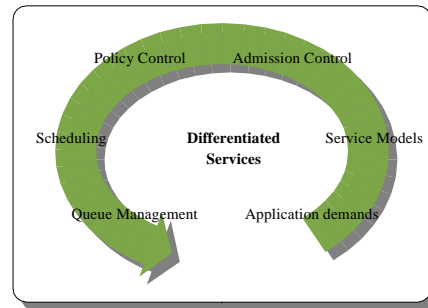 Policy Control
Admission Control
Scheduling
Differentiated
Services
Service Models
Queue Management
Application demands